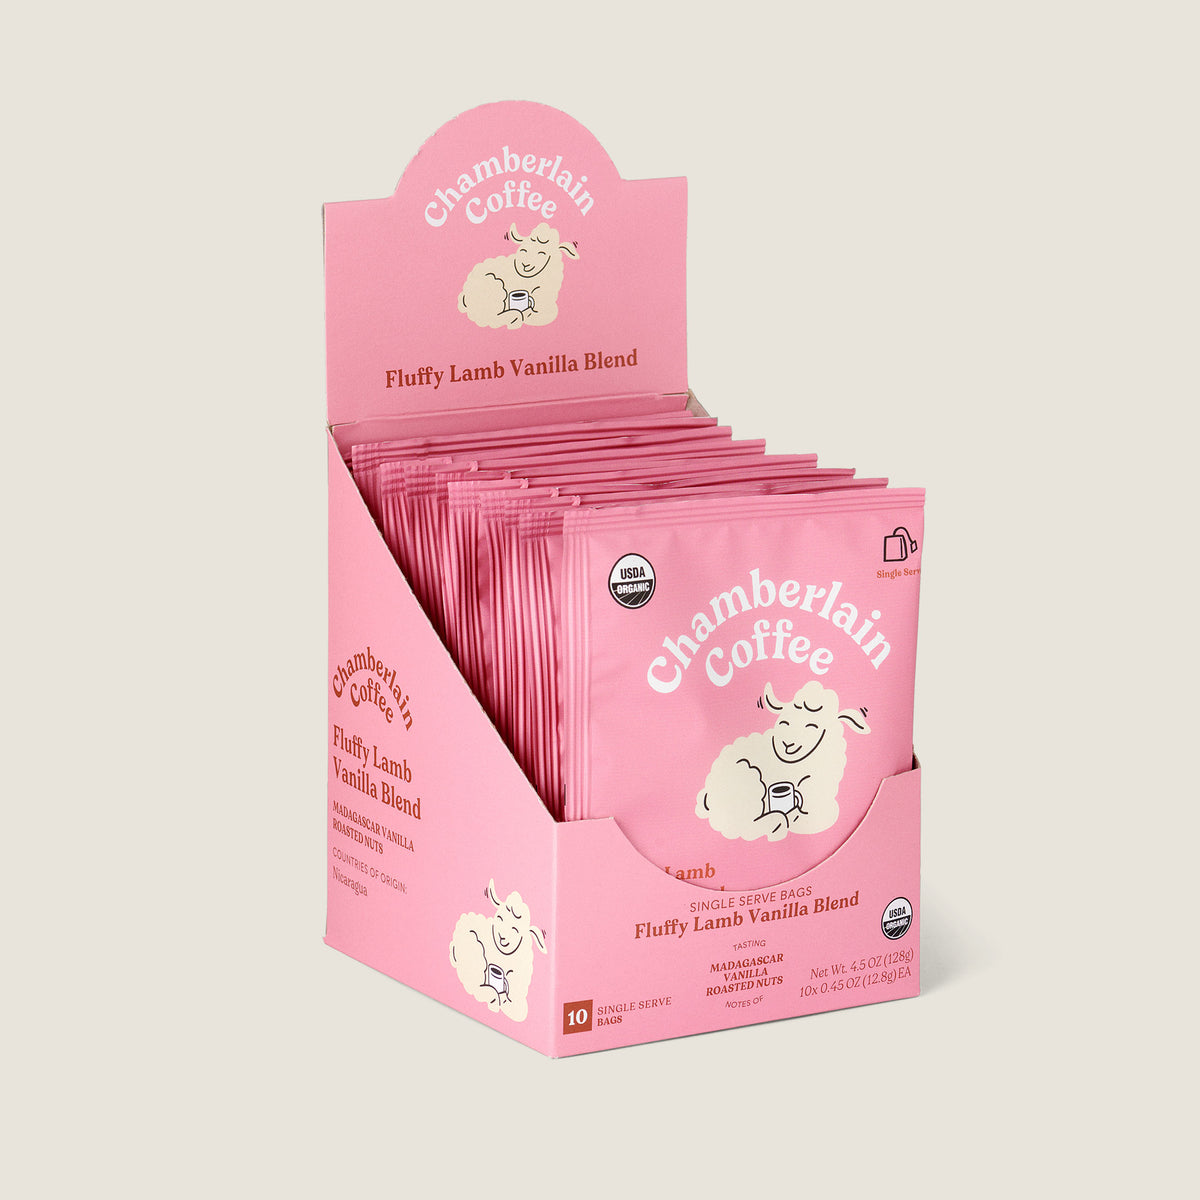 Chamberlain
Coffee
Fluffy Lamb Vanilla Blend
USDA
ORGANIC
Single Serv
Chamberlain
Coffee
Lamb
Chamberlain
Coffee
Fluffy Lamb
Vanilla Blend
MADAGASCAR VANILLA
ROASTED NUTS
COUNTRIES OF ORIGIN:
Nicaragua
SINGLE SERVE BAGS
Fluffy Lamb Vanilla Blend
USDA
ORGANIC
TASTING
MADAGASCAR
VANILLA
ROASTED NUTS
NOTES OF
Net Wt. 4.5 OZ (128g)
10x 0.45 OZ (12.8g) EA
10
SINGLE SERVE
BAGS